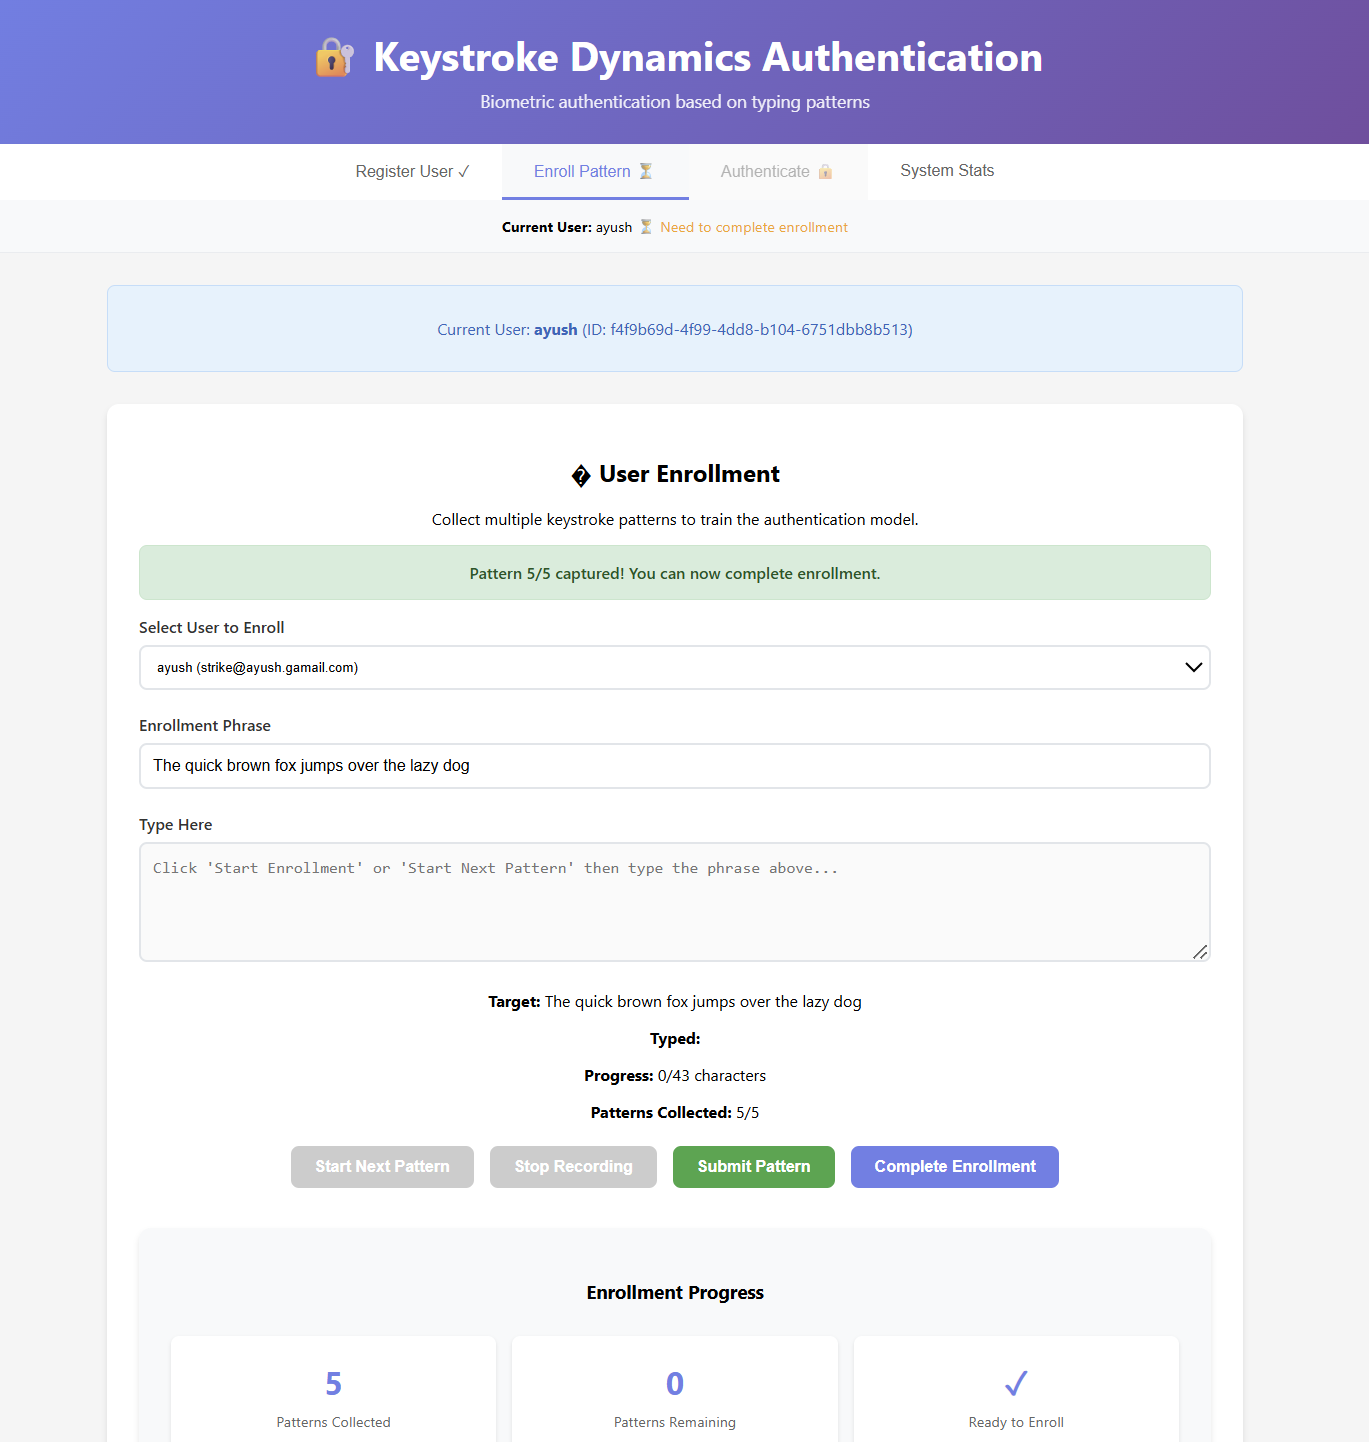 🔐 Keystroke Dynamics Authentication
Biometric authentication based on typing patterns
Register User ✓ Enroll Pattern ⏳ Authenticate 🔒 System Stats
Current User: ayush ⏳ Need to complete enrollment
Current User: ayush (ID: f4f9b69d-4f99-4dd8-b104-6751dbb8b513)
� User Enrollment
Collect multiple keystroke patterns to train the authentication model.
Pattern 5/5 captured! You can now complete enrollment.
Select User to Enroll
ayush (strike@ayush.gamail.com)
Enrollment Phrase
The quick brown fox jumps over the lazy dog
Type Here
Click 'Start Enrollment' or 'Start Next Pattern' then type the phrase above...
Target: The quick brown fox jumps over the lazy dog
Typed:
Progress: 0/43 characters
Patterns Collected: 5/5
Start Next Pattern Stop Recording Submit Pattern Complete Enrollment
Enrollment Progress
5 0 ✓
Patterns Collected Patterns Remaining Ready to Enroll